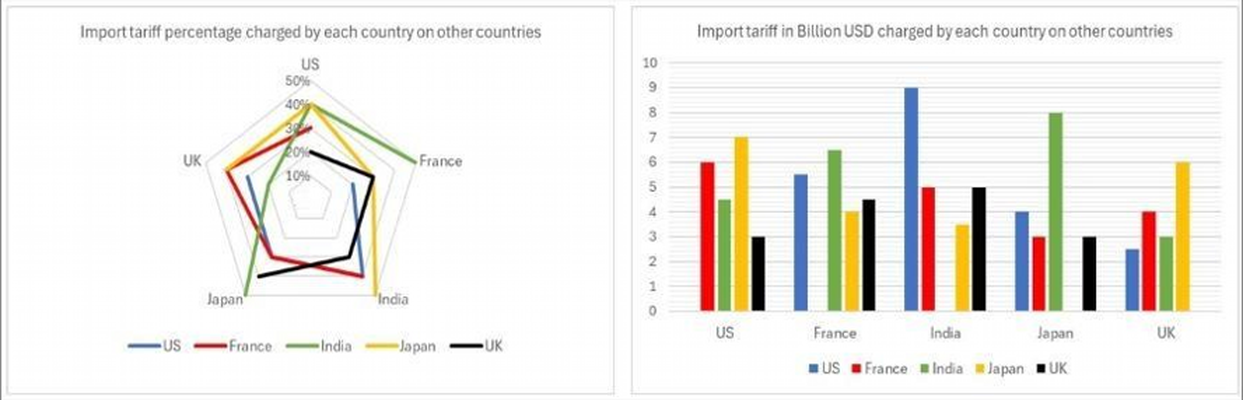 Import tariff percentage charged by each country on other countries
US
50%
40%
30%
20%
10%
UK
France
Japan
India
US France India Japan UK
Import tariff in Billion USD charged by each country on other countries
10
9
8
7
6
5
4
3
2
1
0
US France India Japan UK
US France India Japan UK